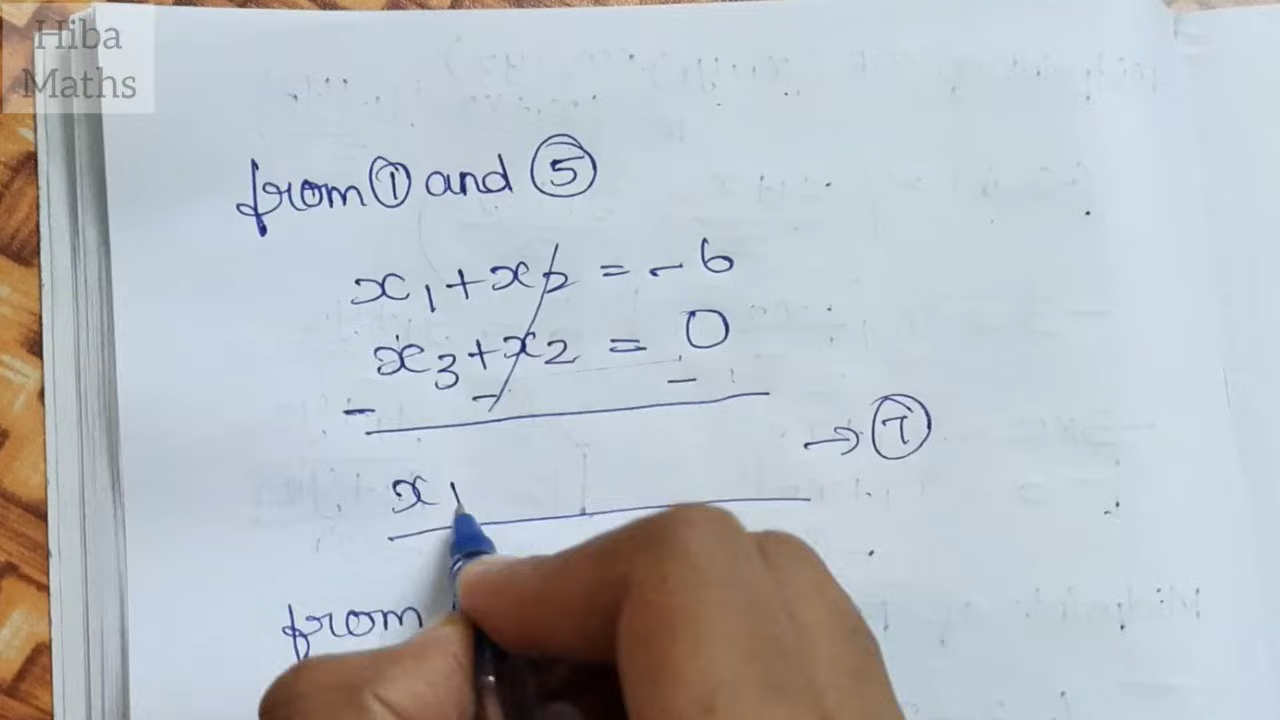 Hiba
Maths
from ① and ⑤
x₁ + x₂ = -6
x₃ + x₂ = 0
- - -
→ ⑦
x₁
from